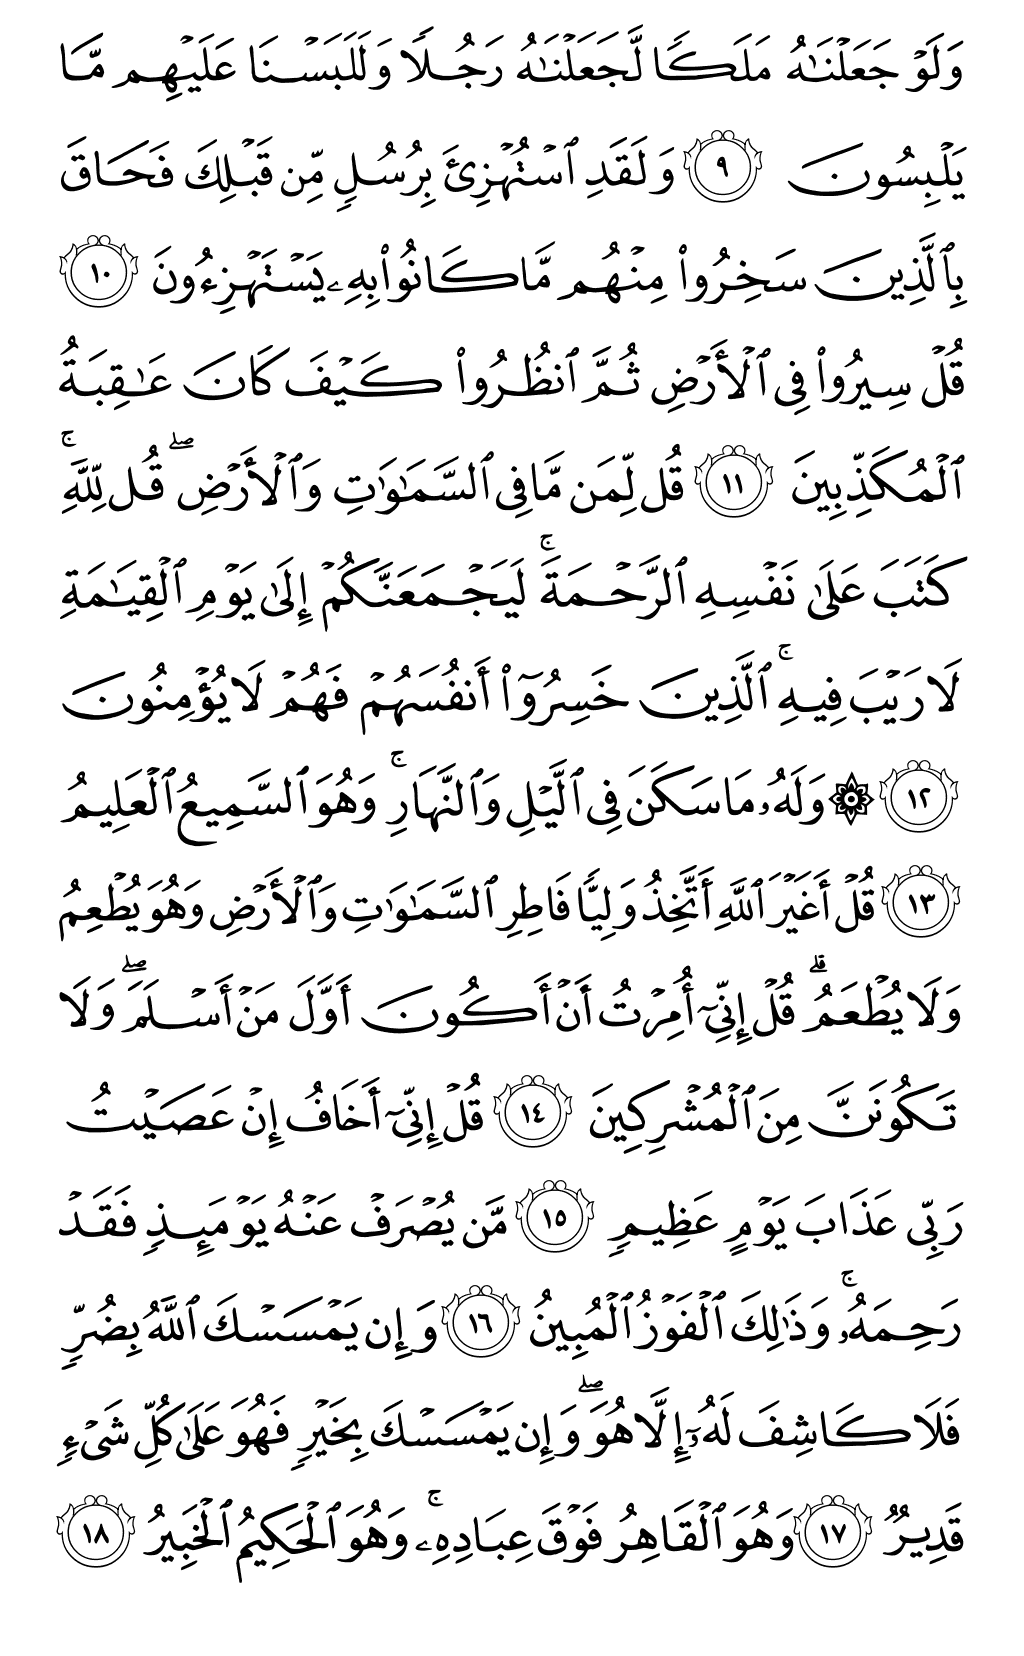 وَلَوۡ جَعَلۡنَٰهُ مَلَكٗا لَّجَعَلۡنَٰهُ رَجُلٗا وَلَلَبَسۡنَا عَلَيۡهِم مَّا
يَلۡبِسُونَ ٩ وَلَقَدِ ٱسۡتُهۡزِئَ بِرُسُلٖ مِّن قَبۡلِكَ فَحَاقَ
بِٱلَّذِينَ سَخِرُواْ مِنۡهُم مَّا كَانُواْ بِهِۦ يَسۡتَهۡزِءُونَ ١٠
قُلۡ سِيرُواْ فِي ٱلۡأَرۡضِ ثُمَّ ٱنظُرُواْ كَيۡفَ كَانَ عَٰقِبَةُ
ٱلۡمُكَذِّبِينَ ١١ قُل لِّمَن مَّا فِي ٱلسَّمَٰوَٰتِ وَٱلۡأَرۡضِۖ قُل لِّلَّهِۚ
كَتَبَ عَلَىٰ نَفۡسِهِ ٱلرَّحۡمَةَۚ لَيَجۡمَعَنَّكُمۡ إِلَىٰ يَوۡمِ ٱلۡقِيَٰمَةِ
لَا رَيۡبَ فِيهِۚ ٱلَّذِينَ خَسِرُوٓاْ أَنفُسَهُمۡ فَهُمۡ لَا يُؤۡمِنُونَ
١٢ ۞ وَلَهُۥ مَا سَكَنَ فِي ٱلَّيۡلِ وَٱلنَّهَارِۚ وَهُوَ ٱلسَّمِيعُ ٱلۡعَلِيمُ
١٣ قُلۡ أَغَيۡرَ ٱللَّهِ أَتَّخِذُ وَلِيّٗا فَاطِرِ ٱلسَّمَٰوَٰتِ وَٱلۡأَرۡضِ وَهُوَ يُطۡعِمُ
وَلَا يُطۡعَمُۗ قُلۡ إِنِّيٓ أُمِرۡتُ أَنۡ أَكُونَ أَوَّلَ مَنۡ أَسۡلَمَۖ وَلَا
تَكُونَنَّ مِنَ ٱلۡمُشۡرِكِينَ ١٤ قُلۡ إِنِّيٓ أَخَافُ إِنۡ عَصَيۡتُ
رَبِّي عَذَابَ يَوۡمٍ عَظِيمٖ ١٥ مَّن يُصۡرَفۡ عَنۡهُ يَوۡمَئِذٖ فَقَدۡ
رَحِمَهُۥۚ وَذَٰلِكَ ٱلۡفَوۡزُ ٱلۡمُبِينُ ١٦ وَإِن يَمۡسَسۡكَ ٱللَّهُ بِضُرّٖ
فَلَا كَاشِفَ لَهُۥٓ إِلَّا هُوَۖ وَإِن يَمۡسَسۡكَ بِخَيۡرٖ فَهُوَ عَلَىٰ كُلِّ شَيۡءٖ
قَدِيرٞ ١٧ وَهُوَ ٱلۡقَاهِرُ فَوۡقَ عِبَادِهِۦۚ وَهُوَ ٱلۡحَكِيمُ ٱلۡخَبِيرُ ١٨